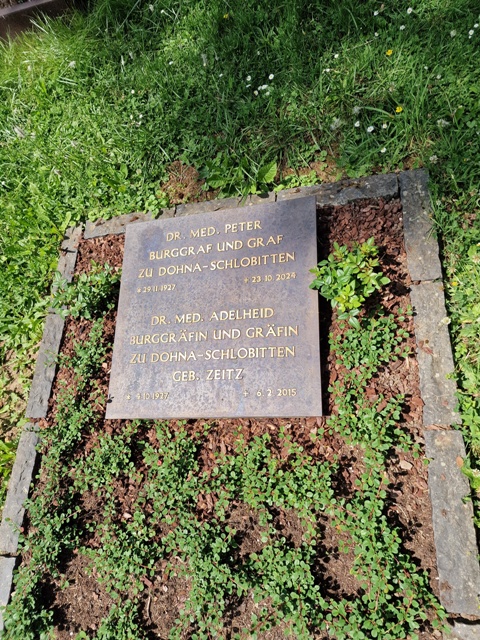 DR. MED. PETER
BURGGRAF UND GRAF
ZU DOHNA-SCHLOBITTEN
* 29.11.1927 + 23.10.2024
DR. MED. ADELHEID
BURGGRÄFIN UND GRÄFIN
ZU DOHNA-SCHLOBITTEN
GEB. ZEITZ
+ 6.2.2015